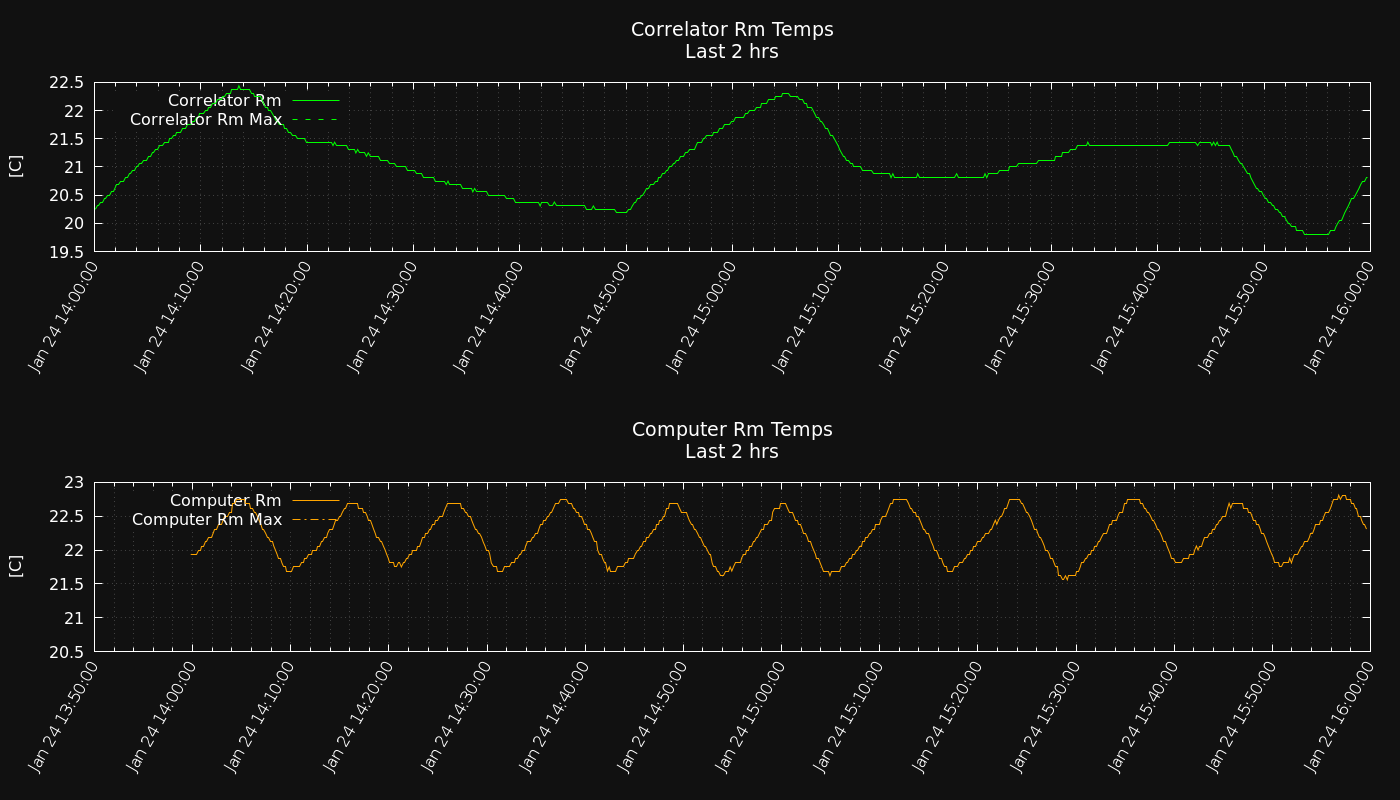 Correlator Rm Temps
Last 2 hrs
22.5
22
21.5
21
20.5
20
19.5
[C]
Correlator Rm
Correlator Rm Max
Jan 24 14:00:00
Jan 24 14:10:00
Jan 24 14:20:00
Jan 24 14:30:00
Jan 24 14:40:00
Jan 24 14:50:00
Jan 24 15:00:00
Jan 24 15:10:00
Jan 24 15:20:00
Jan 24 15:30:00
Jan 24 15:40:00
Jan 24 15:50:00
Jan 24 16:00:00
Computer Rm Temps
Last 2 hrs
23
22.5
22
21.5
21
20.5
[C]
Computer Rm
Computer Rm Max
Jan 24 13:50:00
Jan 24 14:00:00
Jan 24 14:10:00
Jan 24 14:20:00
Jan 24 14:30:00
Jan 24 14:40:00
Jan 24 14:50:00
Jan 24 15:00:00
Jan 24 15:10:00
Jan 24 15:20:00
Jan 24 15:30:00
Jan 24 15:40:00
Jan 24 15:50:00
Jan 24 16:00:00